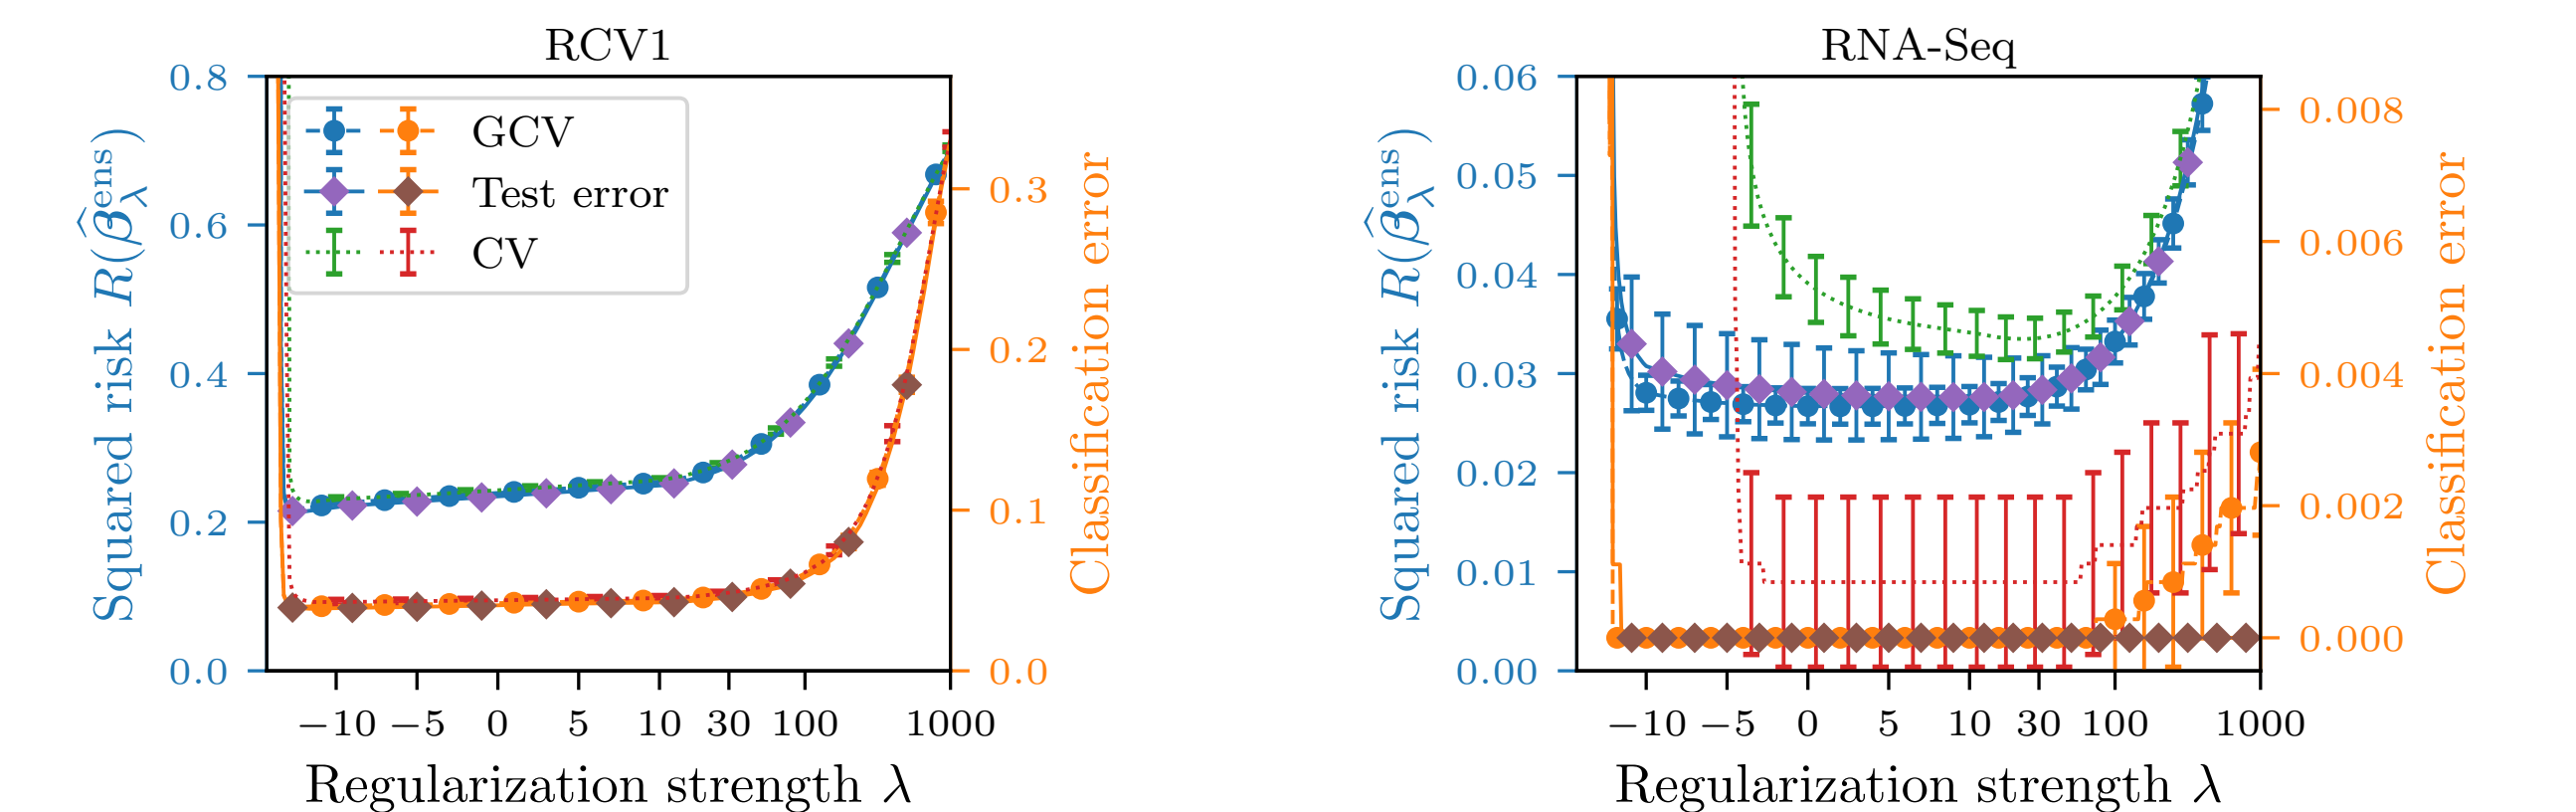 RCV1
0.8
0.6
0.4
0.2
0.0
Squared risk R(β̂_λ^ens)
GCV
Test error
CV
0.3
0.2
0.1
0.0
Classification error
−10 −5 0 5 10 30 100 1000
Regularization strength λ
RNA-Seq
0.06
0.05
0.04
0.03
0.02
0.01
0.00
Squared risk R(β̂_λ^ens)
0.008
0.006
0.004
0.002
0.000
Classification error
−10 −5 0 5 10 30 100 1000
Regularization strength λ